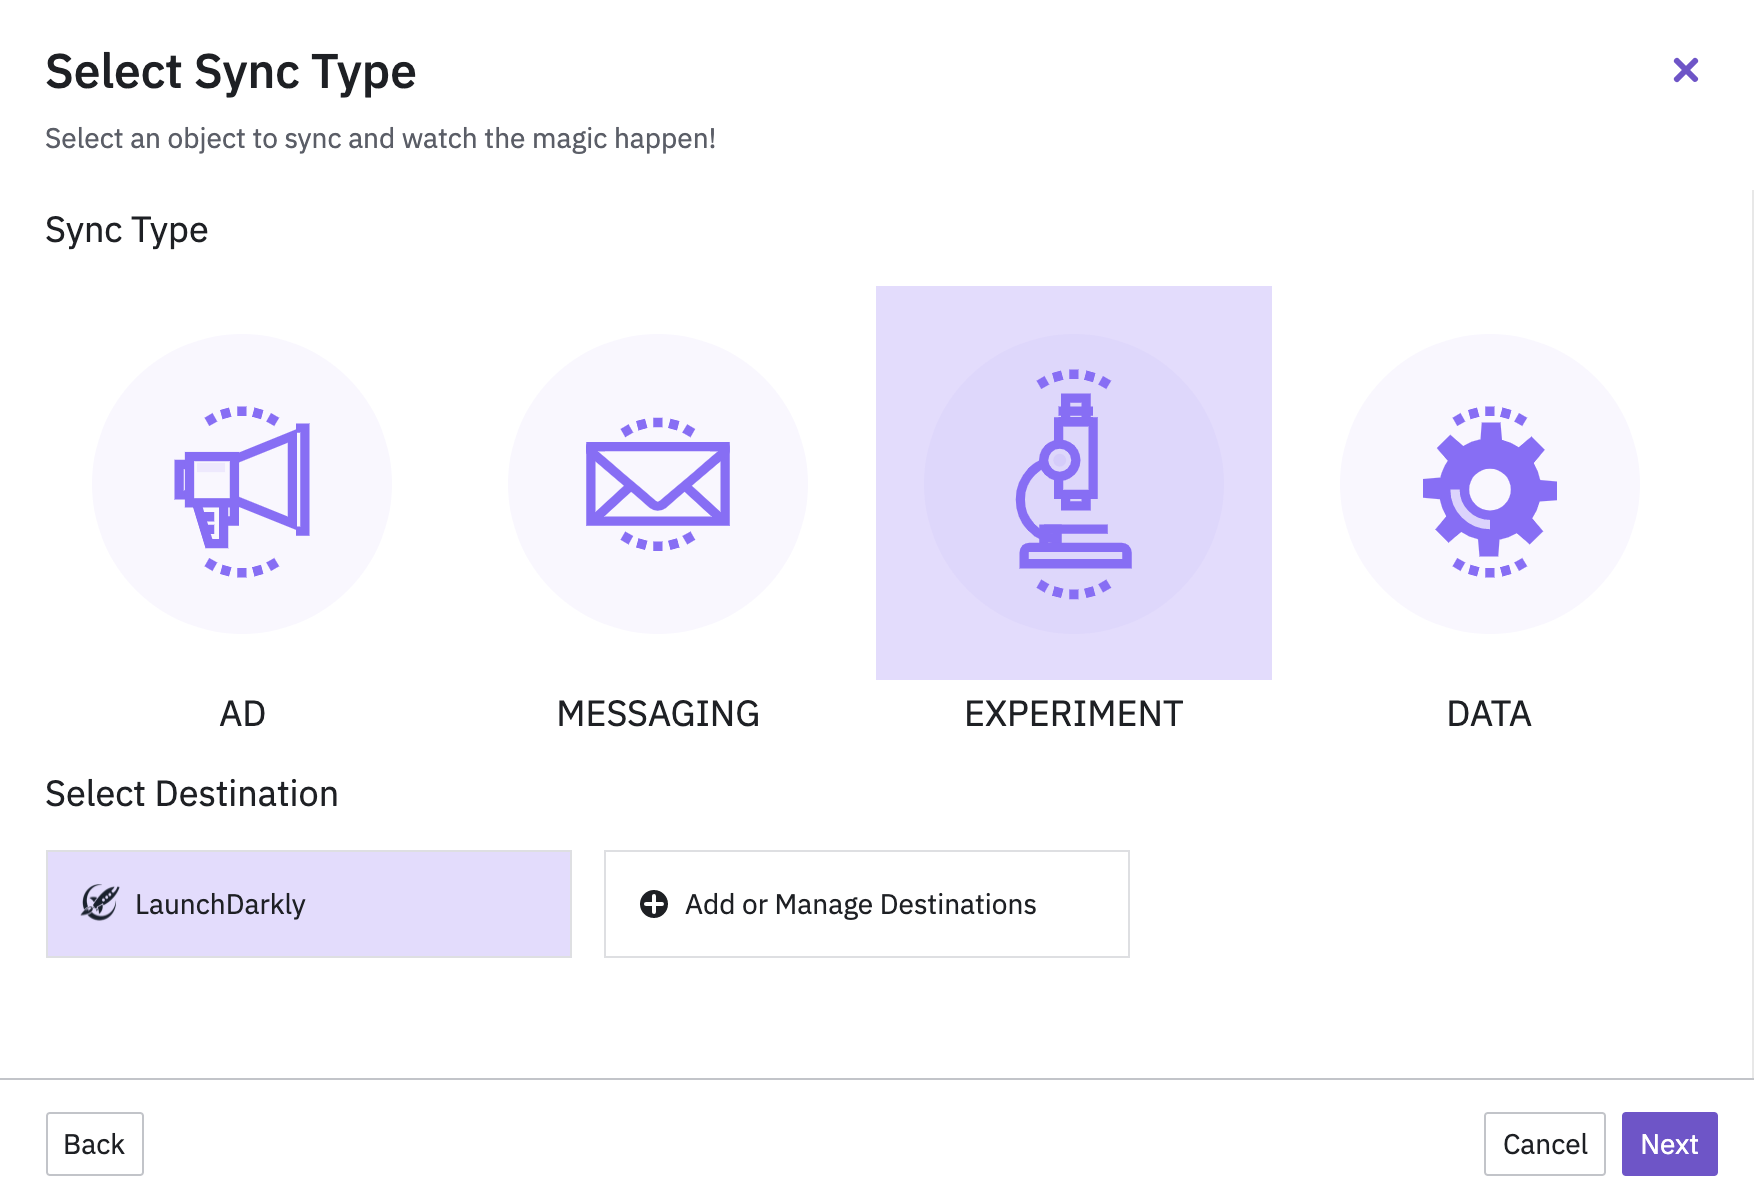 Select Sync Type
Select an object to sync and watch the magic happen!
Sync Type
AD
MESSAGING
EXPERIMENT
DATA
Select Destination
LaunchDarkly
Add or Manage Destinations
Back
Cancel
Next